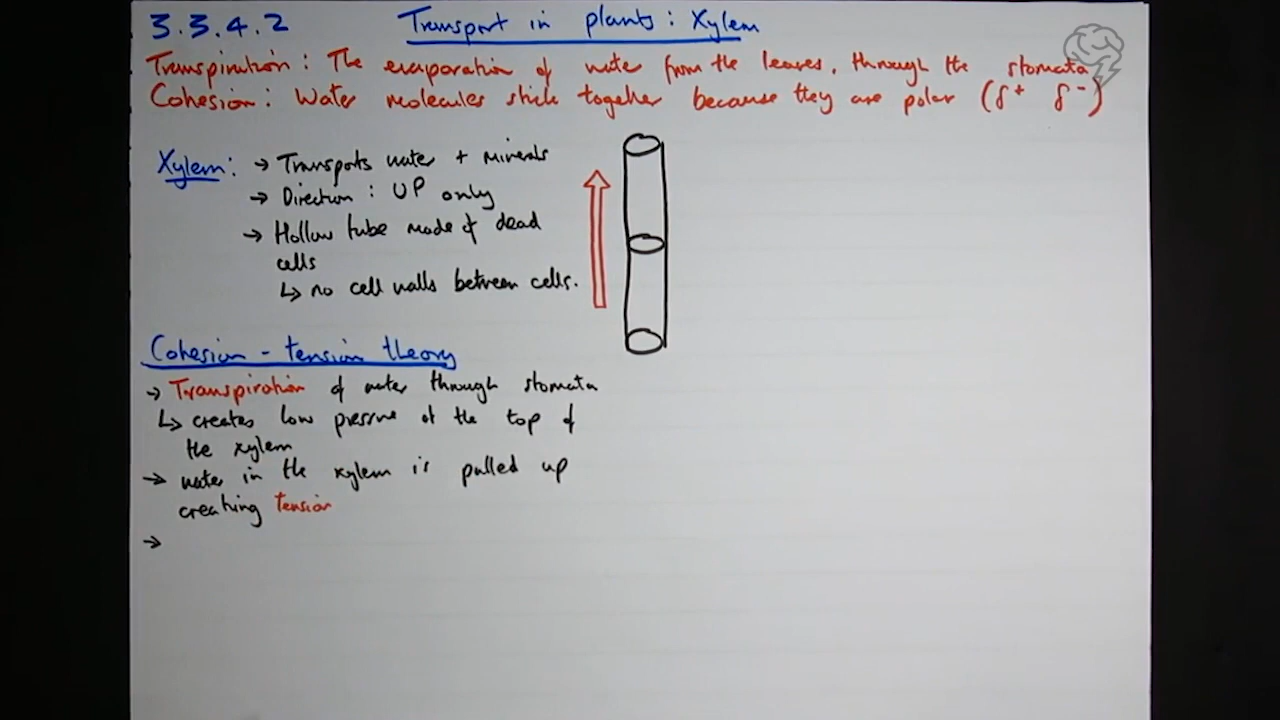 3.3.4.2 Transport in plants: Xylem
Transpiration: The evaporation of water from the leaves, through the stomata
Cohesion: Water molecules stick together because they are polar (δ+ δ-)
Xylem: → Transports water + minerals
→ Direction: UP only
→ Hollow tube made of dead
cells
↳ no cell walls between cells.
Cohesion - tension theory
→ Transpiration of water through stomata
↳ creates low pressure at the top of
the xylem
→ water in the xylem is pulled up
creating tension
→